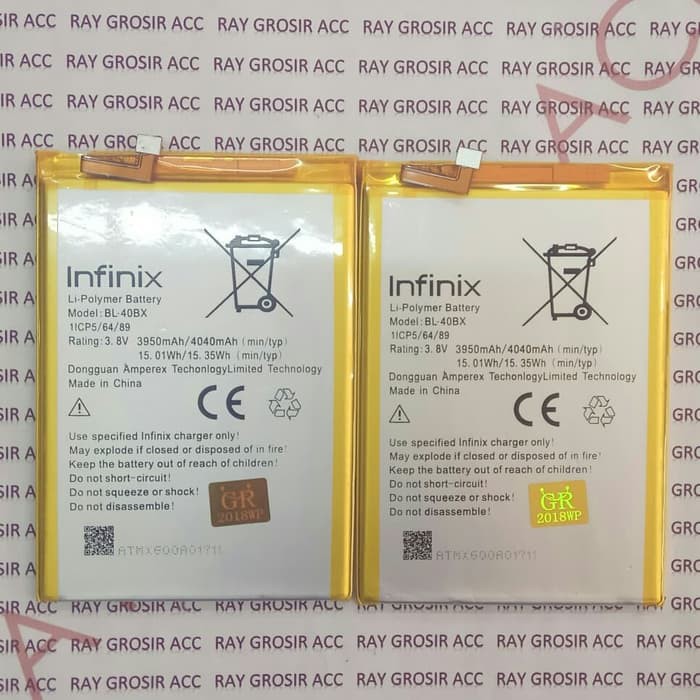 RAY GROSIR ACC RAY GROSIR ACC RAY GROSIR ACC RAY GROSIR ACC
Infinix
Li-Polymer Battery
Model: BL-40BX
1ICP5/64/89
Rating: 3.8V 3950mAh/4040mAh (min/typ)
15.01Wh/15.35Wh (min/typ)
Dongguan Amperex TechonlogyLimited Technology
Made in China
CE
Use specified Infinix charger only!
May explode if closed or disposed of in fire!
Keep the battery out of reach of children!
Do not short-circuit!
Do not squeeze or shock!
Do not disassemble!
GR
2018WP
ATMX600A01711
Infinix
Li-Polymer Battery
Model: BL-40BX
1ICP5/64/89
Rating: 3.8V 3950mAh/4040mAh (min/typ)
15.01Wh/15.35Wh (min/typ)
Dongguan Amperex TechonlogyLimited Technology
Made in China
CE
Use specified Infinix charger only!
May explode if closed or disposed of in fire!
Keep the battery out of reach of children!
Do not short-circuit!
Do not squeeze or shock!
Do not disassemble!
GR
2018WP
ATMX600A01711
RAY GROSIR ACC RAY GROSIR ACC RAY GROSIR ACC RAY GROSIR ACC